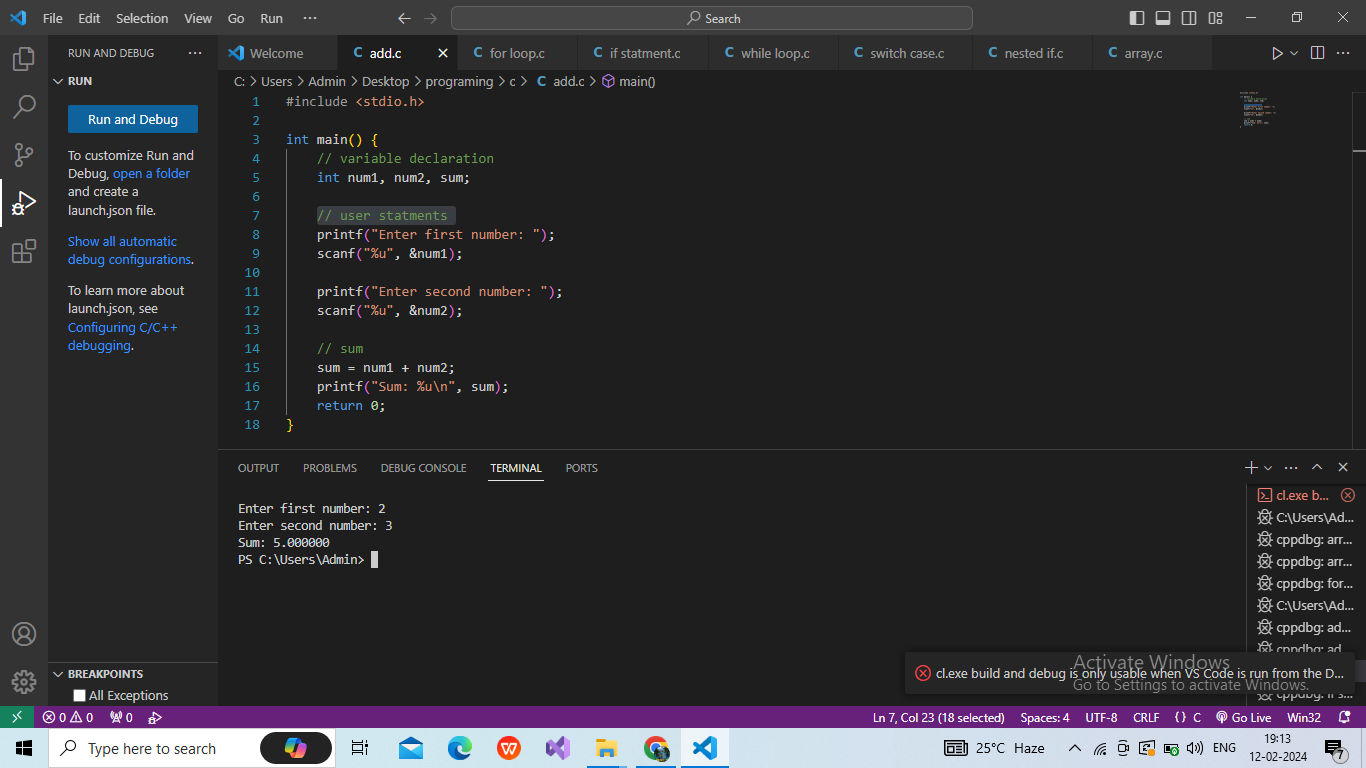 File Edit Selection View Go Run ··· Search
RUN AND DEBUG ···
Welcome
add.c
for loop.c
if statment.c
while loop.c
switch case.c
nested if.c
array.c
C: > Users > Admin > Desktop > programing > c > C add.c > main()
RUN
Run and Debug
To customize Run and
Debug, open a folder
and create a
launch.json file.
Show all automatic
debug configurations.
To learn more about
launch.json, see
Configuring C/C++
debugging.
BREAKPOINTS
All Exceptions
1 #include <stdio.h>
2
3 int main() {
4 // variable declaration
5 int num1, num2, sum;
6
7 // user statments
8 printf("Enter first number: ");
9 scanf("%u", &num1);
10
11 printf("Enter second number: ");
12 scanf("%u", &num2);
13
14 // sum
15 sum = num1 + num2;
16 printf("Sum: %u\n", sum);
17 return 0;
18 }
OUTPUT PROBLEMS DEBUG CONSOLE TERMINAL PORTS
Enter first number: 2
Enter second number: 3
Sum: 5.000000
PS C:\Users\Admin>
cl.exe b...
C:\Users\Ad...
cppdbg: arr...
cppdbg: arr...
cppdbg: for...
C:\Users\Ad...
cppdbg: ad...
cppdbg: ad...
cl.exe build and debug is only usable when VS Code is run from the D...
Activate Windows
Go to Settings to activate Windows.
0 0 0
Ln 7, Col 23 (18 selected) Spaces: 4 UTF-8 CRLF {} C Go Live Win32
Type here to search
25°C Haze ENG
19:13
12-02-2024
7